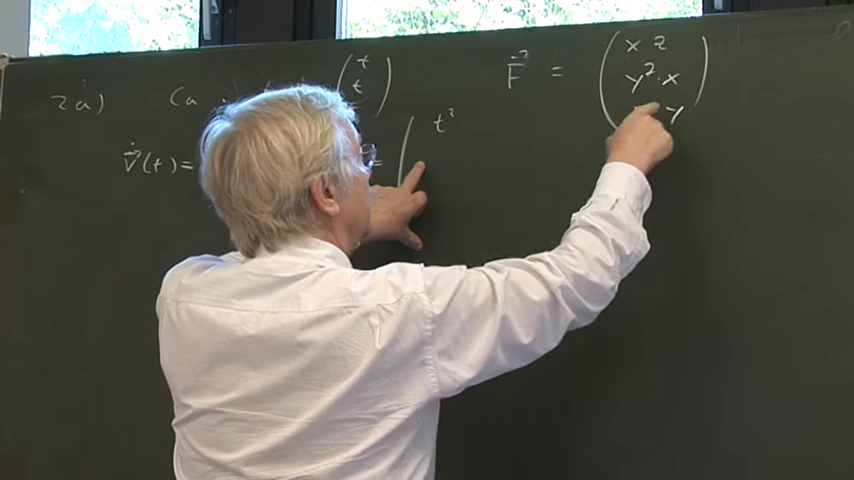 2a) (a t
t F⃗ = x z
v̇⃗(t) = = t² y²·x
y